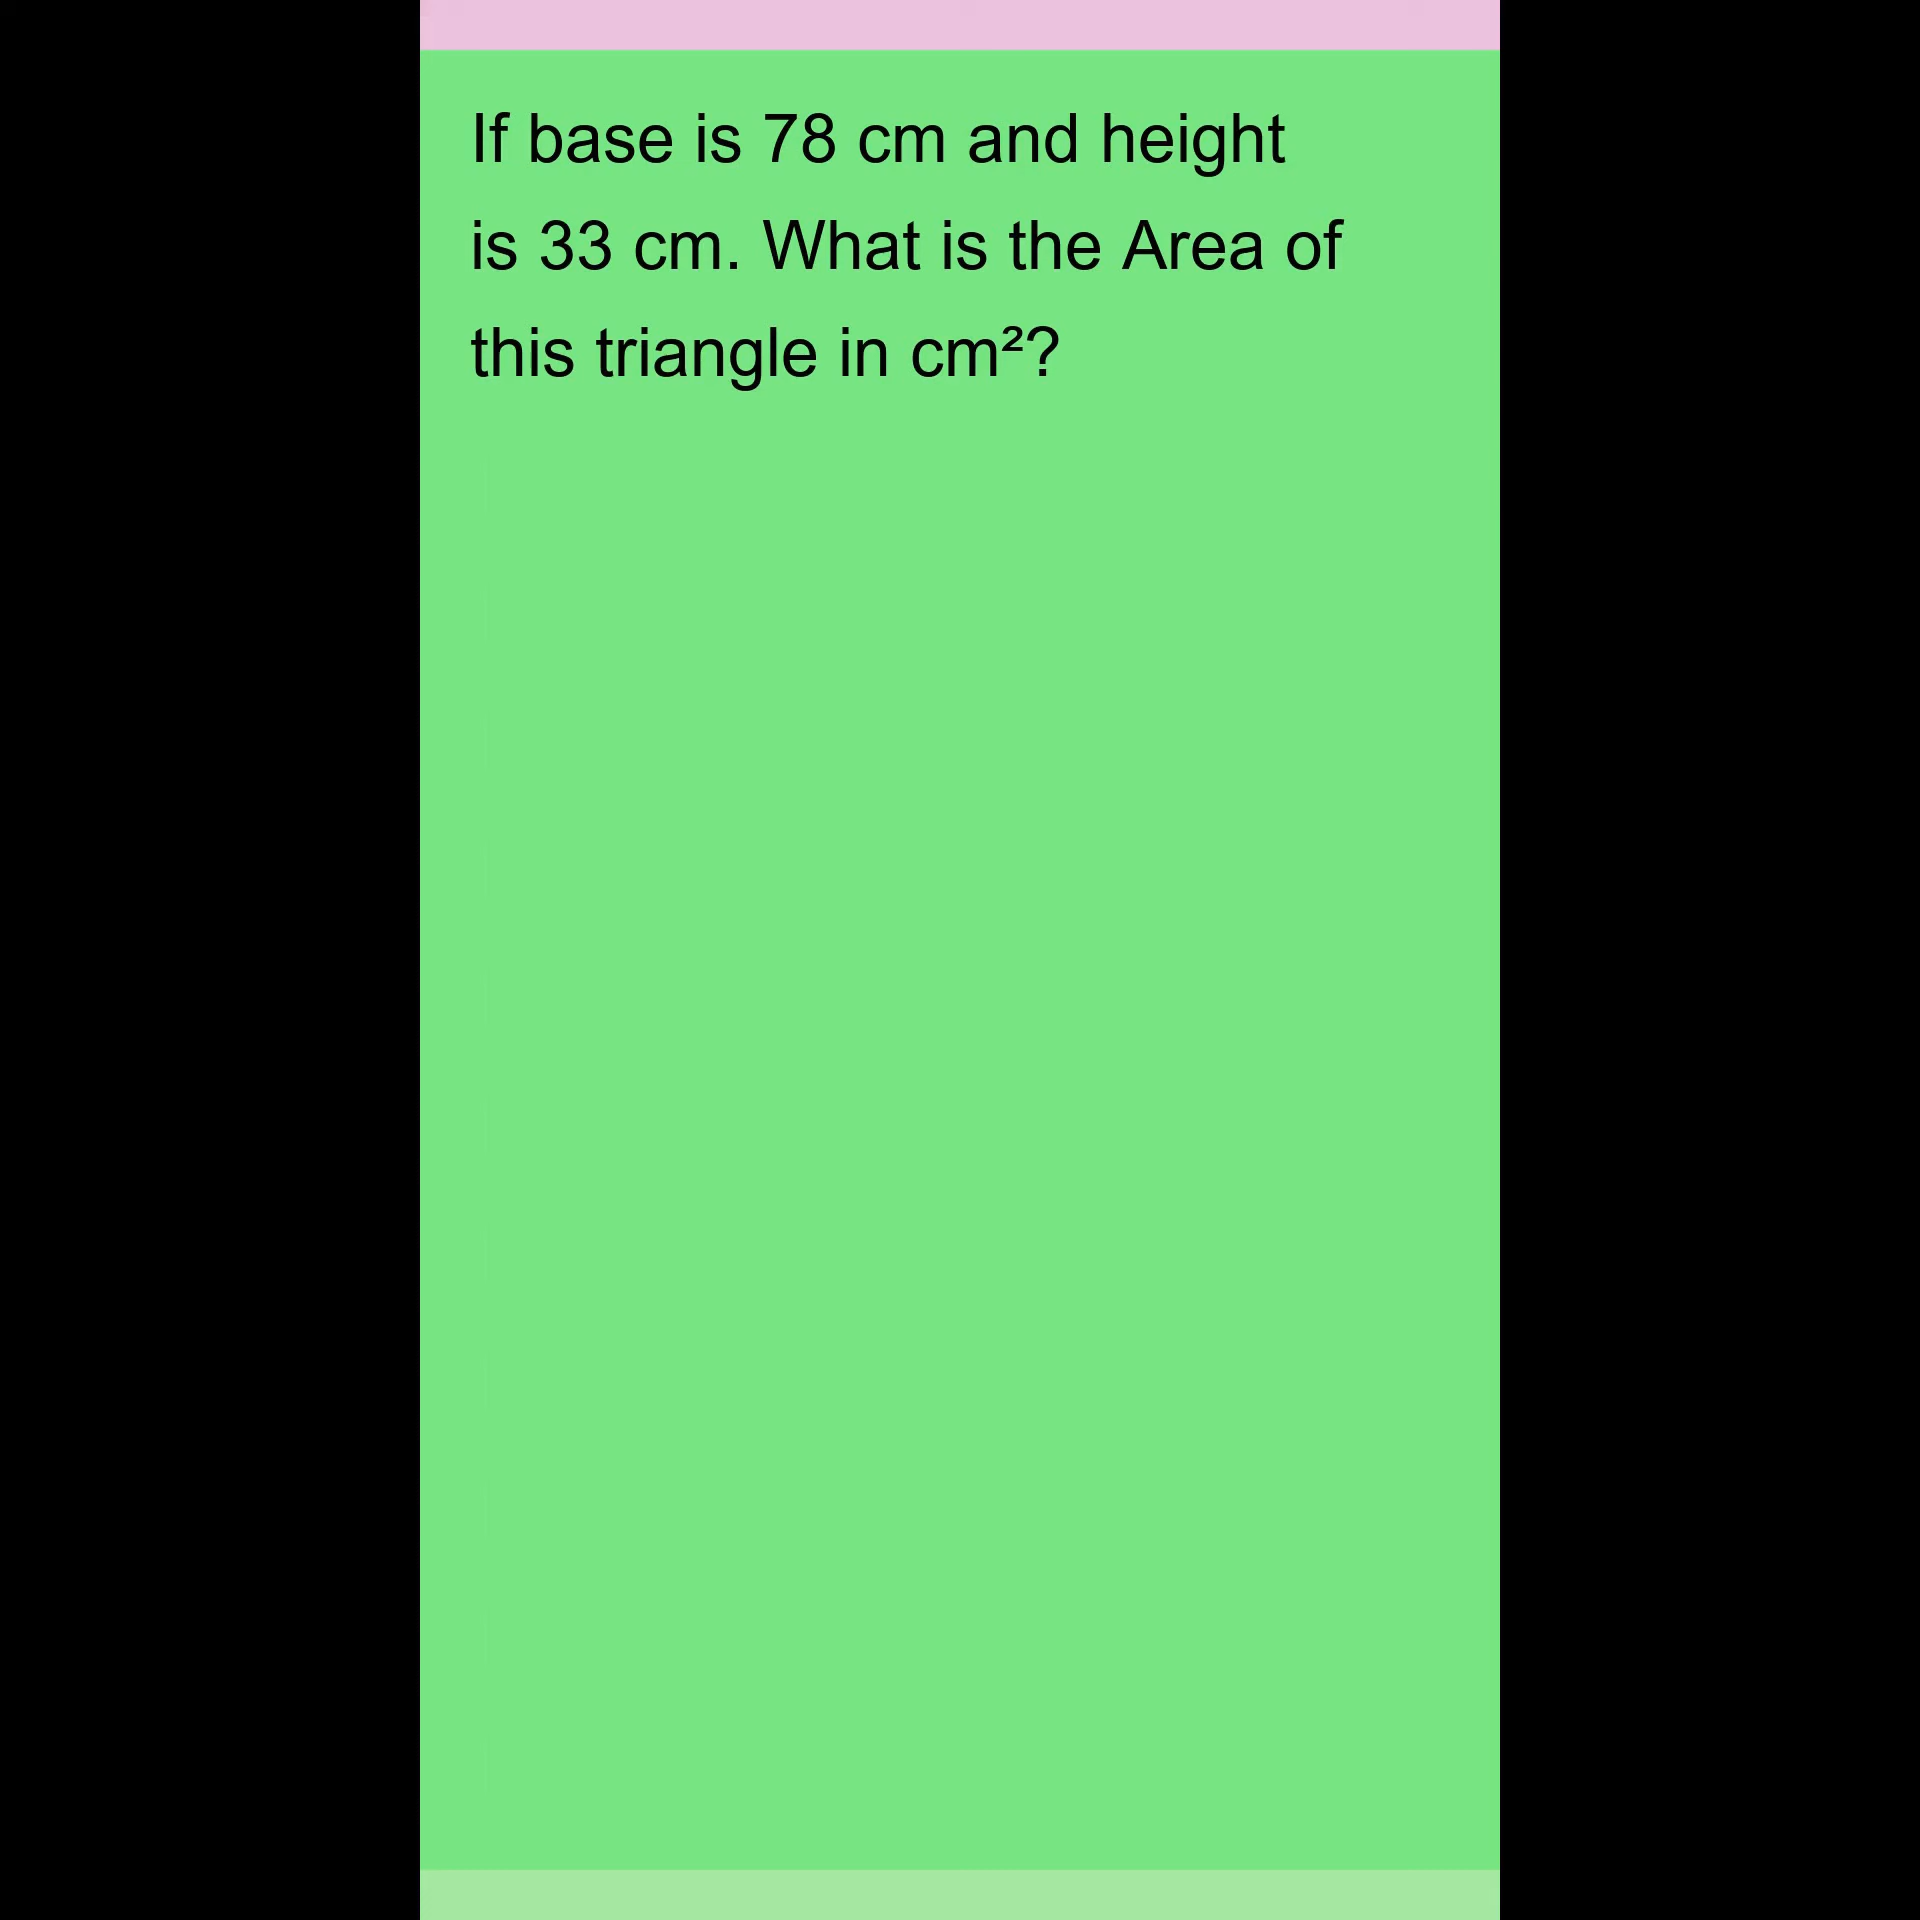 If base is 78 cm and height
is 33 cm. What is the Area of
this triangle in cm²?